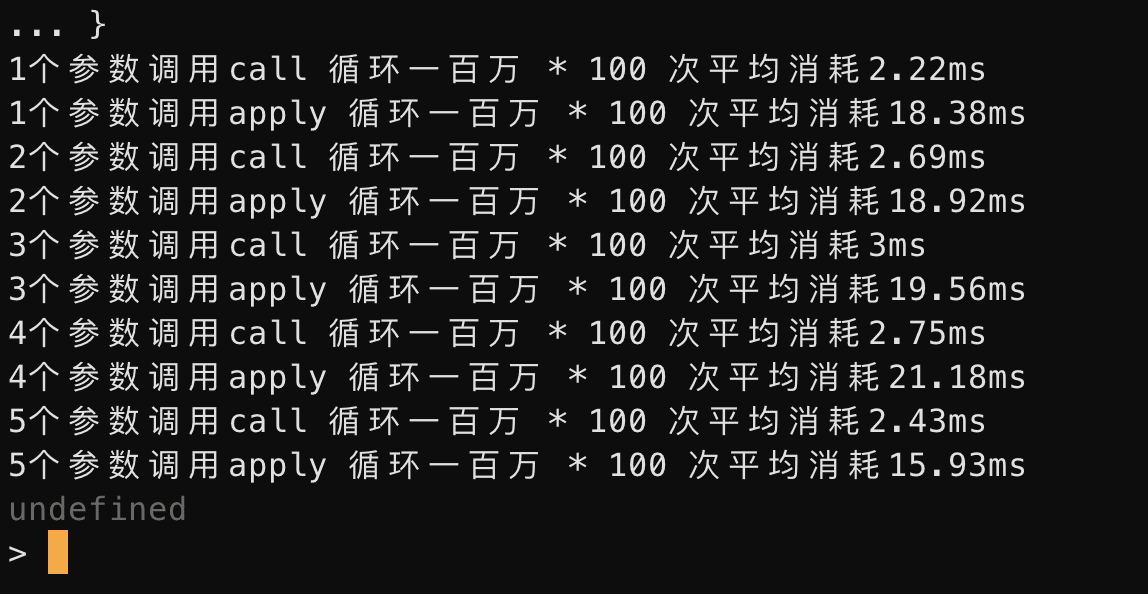 ... }
1个参数调用call 循环一百万 * 100 次平均消耗2.22ms
1个参数调用apply 循环一百万 * 100 次平均消耗18.38ms
2个参数调用call 循环一百万 * 100 次平均消耗2.69ms
2个参数调用apply 循环一百万 * 100 次平均消耗18.92ms
3个参数调用call 循环一百万 * 100 次平均消耗3ms
3个参数调用apply 循环一百万 * 100 次平均消耗19.56ms
4个参数调用call 循环一百万 * 100 次平均消耗2.75ms
4个参数调用apply 循环一百万 * 100 次平均消耗21.18ms
5个参数调用call 循环一百万 * 100 次平均消耗2.43ms
5个参数调用apply 循环一百万 * 100 次平均消耗15.93ms
undefined
>